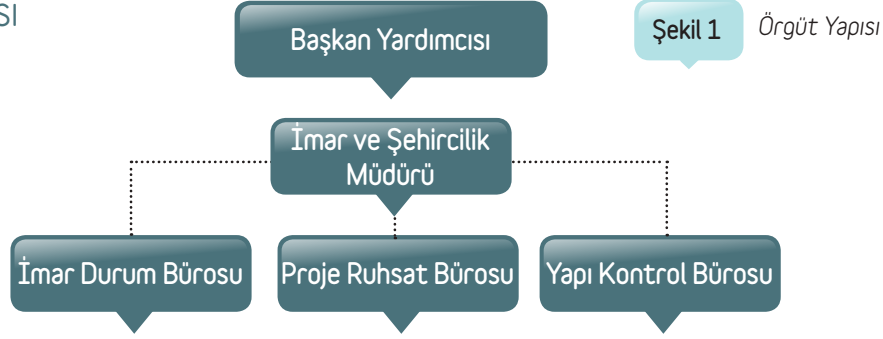 SI
Başkan Yardımcısı
Şekil 1 Örgüt Yapısı
İmar ve Şehircilik
Müdürü
İmar Durum Bürosu
Proje Ruhsat Bürosu
Yapı Kontrol Bürosu